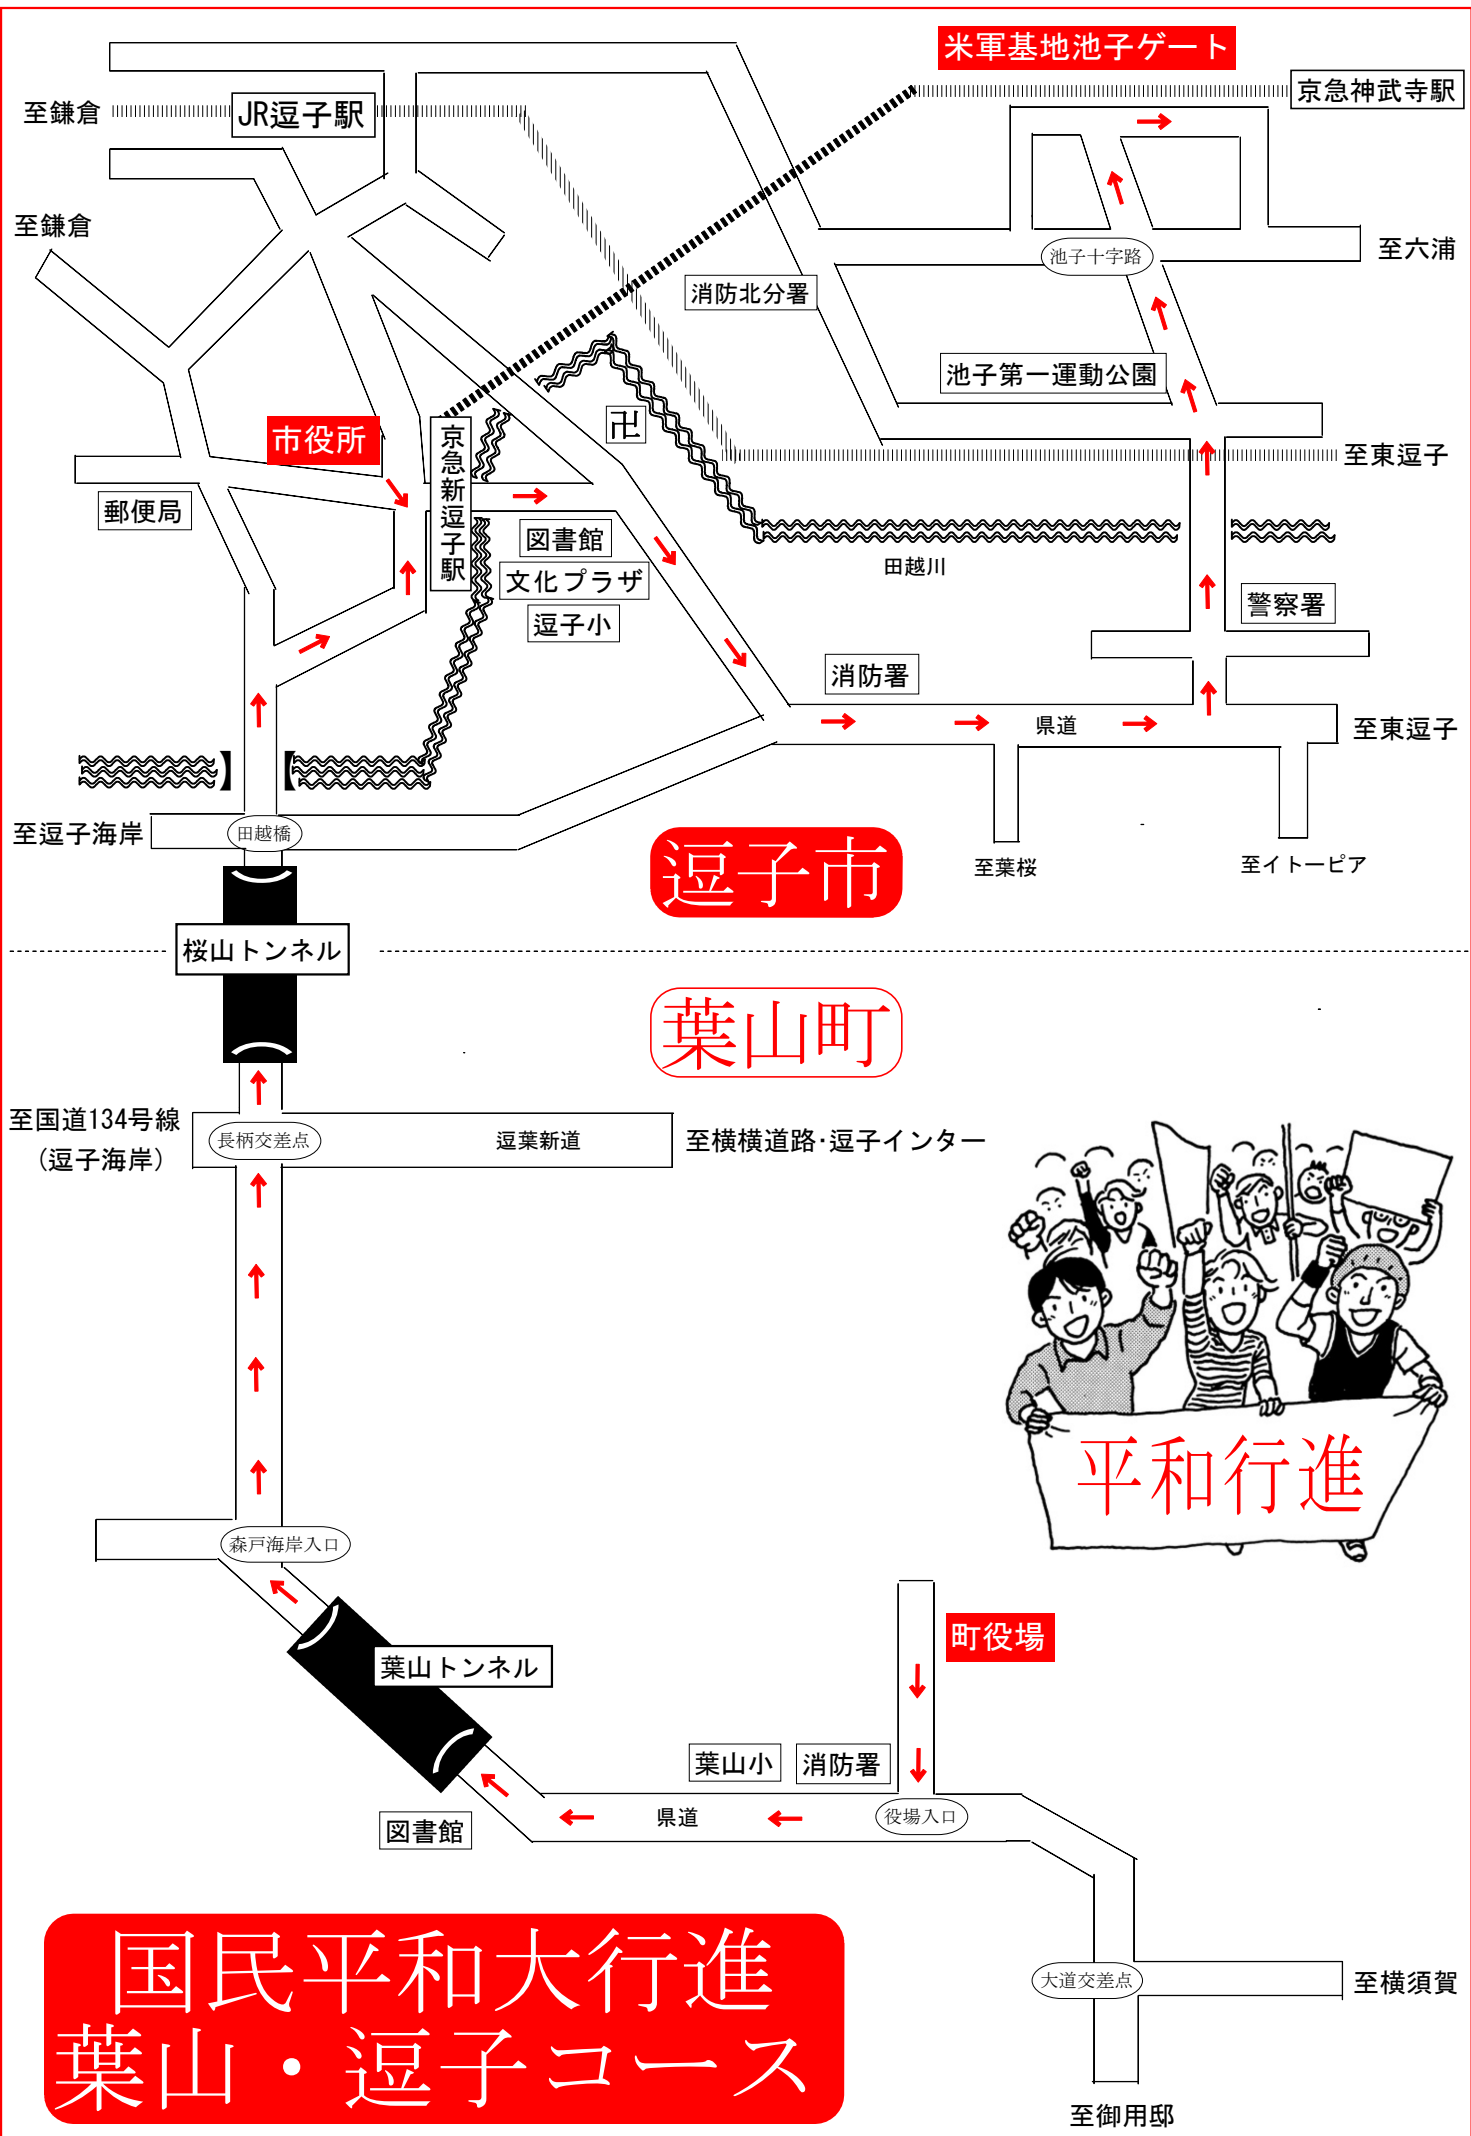 米軍基地池子ゲート
京急神武寺駅
至鎌倉
JR逗子駅
至鎌倉
池子十字路
至六浦
消防北分署
池子第一運動公園
市役所
京急新逗子駅
卍
至東逗子
郵便局
図書館
文化プラザ
逗子小
田越川
警察署
消防署
県道
至東逗子
至逗子海岸
田越橋
至葉桜
至イトーピア
逗子市
桜山トンネル
葉山町
至国道134号線
(逗子海岸)
長柄交差点
逗葉新道
至横横道路・逗子インター
平和行進
森戸海岸入口
町役場
葉山トンネル
葉山小
消防署
県道
役場入口
図書館
国民平和大行進
葉山・逗子コース
大道交差点
至横須賀
至御用邸